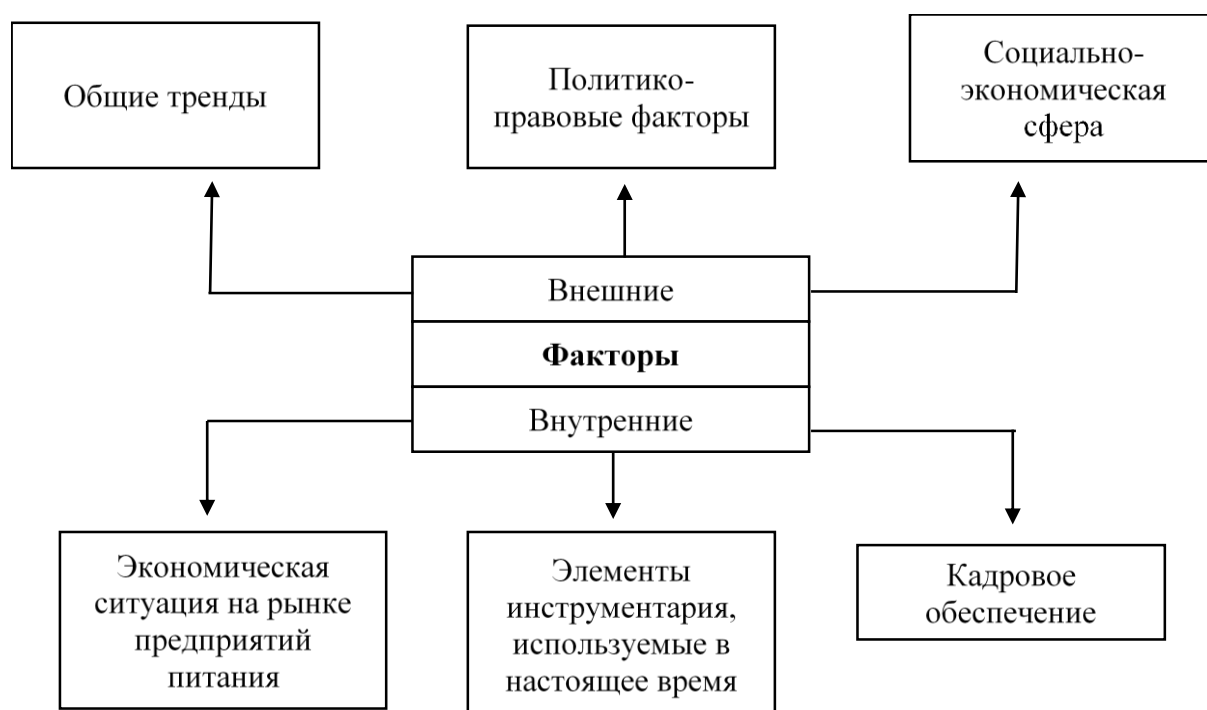 Общие тренды
Политико-
правовые факторы
Социально-
экономическая
сфера
Внешние
Факторы
Внутренние
Экономическая
ситуация на рынке
предприятий
питания
Элементы
инструментария,
используемые в
настоящее время
Кадровое
обеспечение